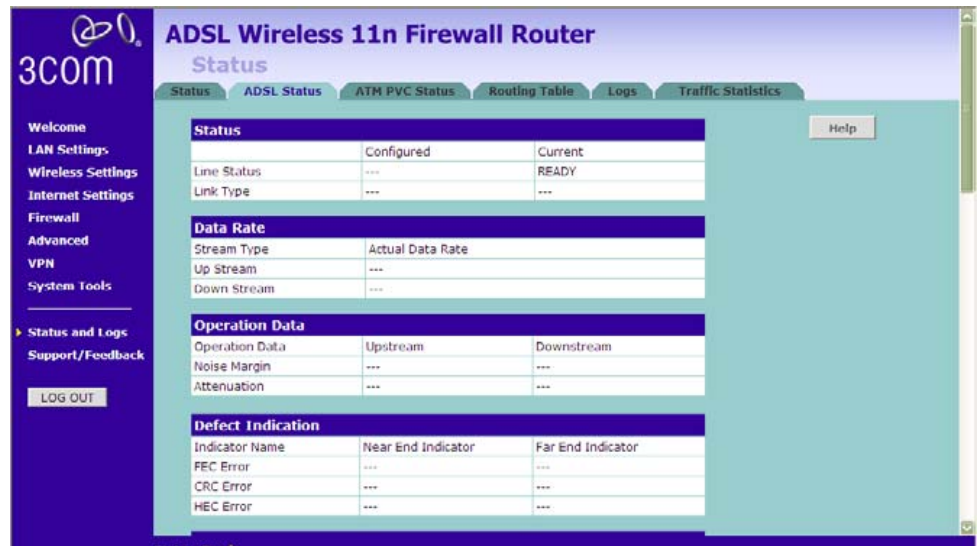 3COM
ADSL Wireless 11n Firewall Router
Status
Status ADSL Status ATM PVC Status Routing Table Logs Traffic Statistics
Welcome
LAN Settings
Wireless Settings
Internet Settings
Firewall
Advanced
VPN
System Tools
Status and Logs
Support/Feedback
LOG OUT
Help
Status
Configured Current
Line Status --- READY
Link Type --- ---
Data Rate
Stream Type Actual Data Rate
Up Stream ---
Down Stream ---
Operation Data
Operation Data Upstream Downstream
Noise Margin --- ---
Attenuation --- ---
Defect Indication
Indicator Name Near End Indicator Far End Indicator
FEC Error --- ---
CRC Error --- ---
HEC Error --- ---